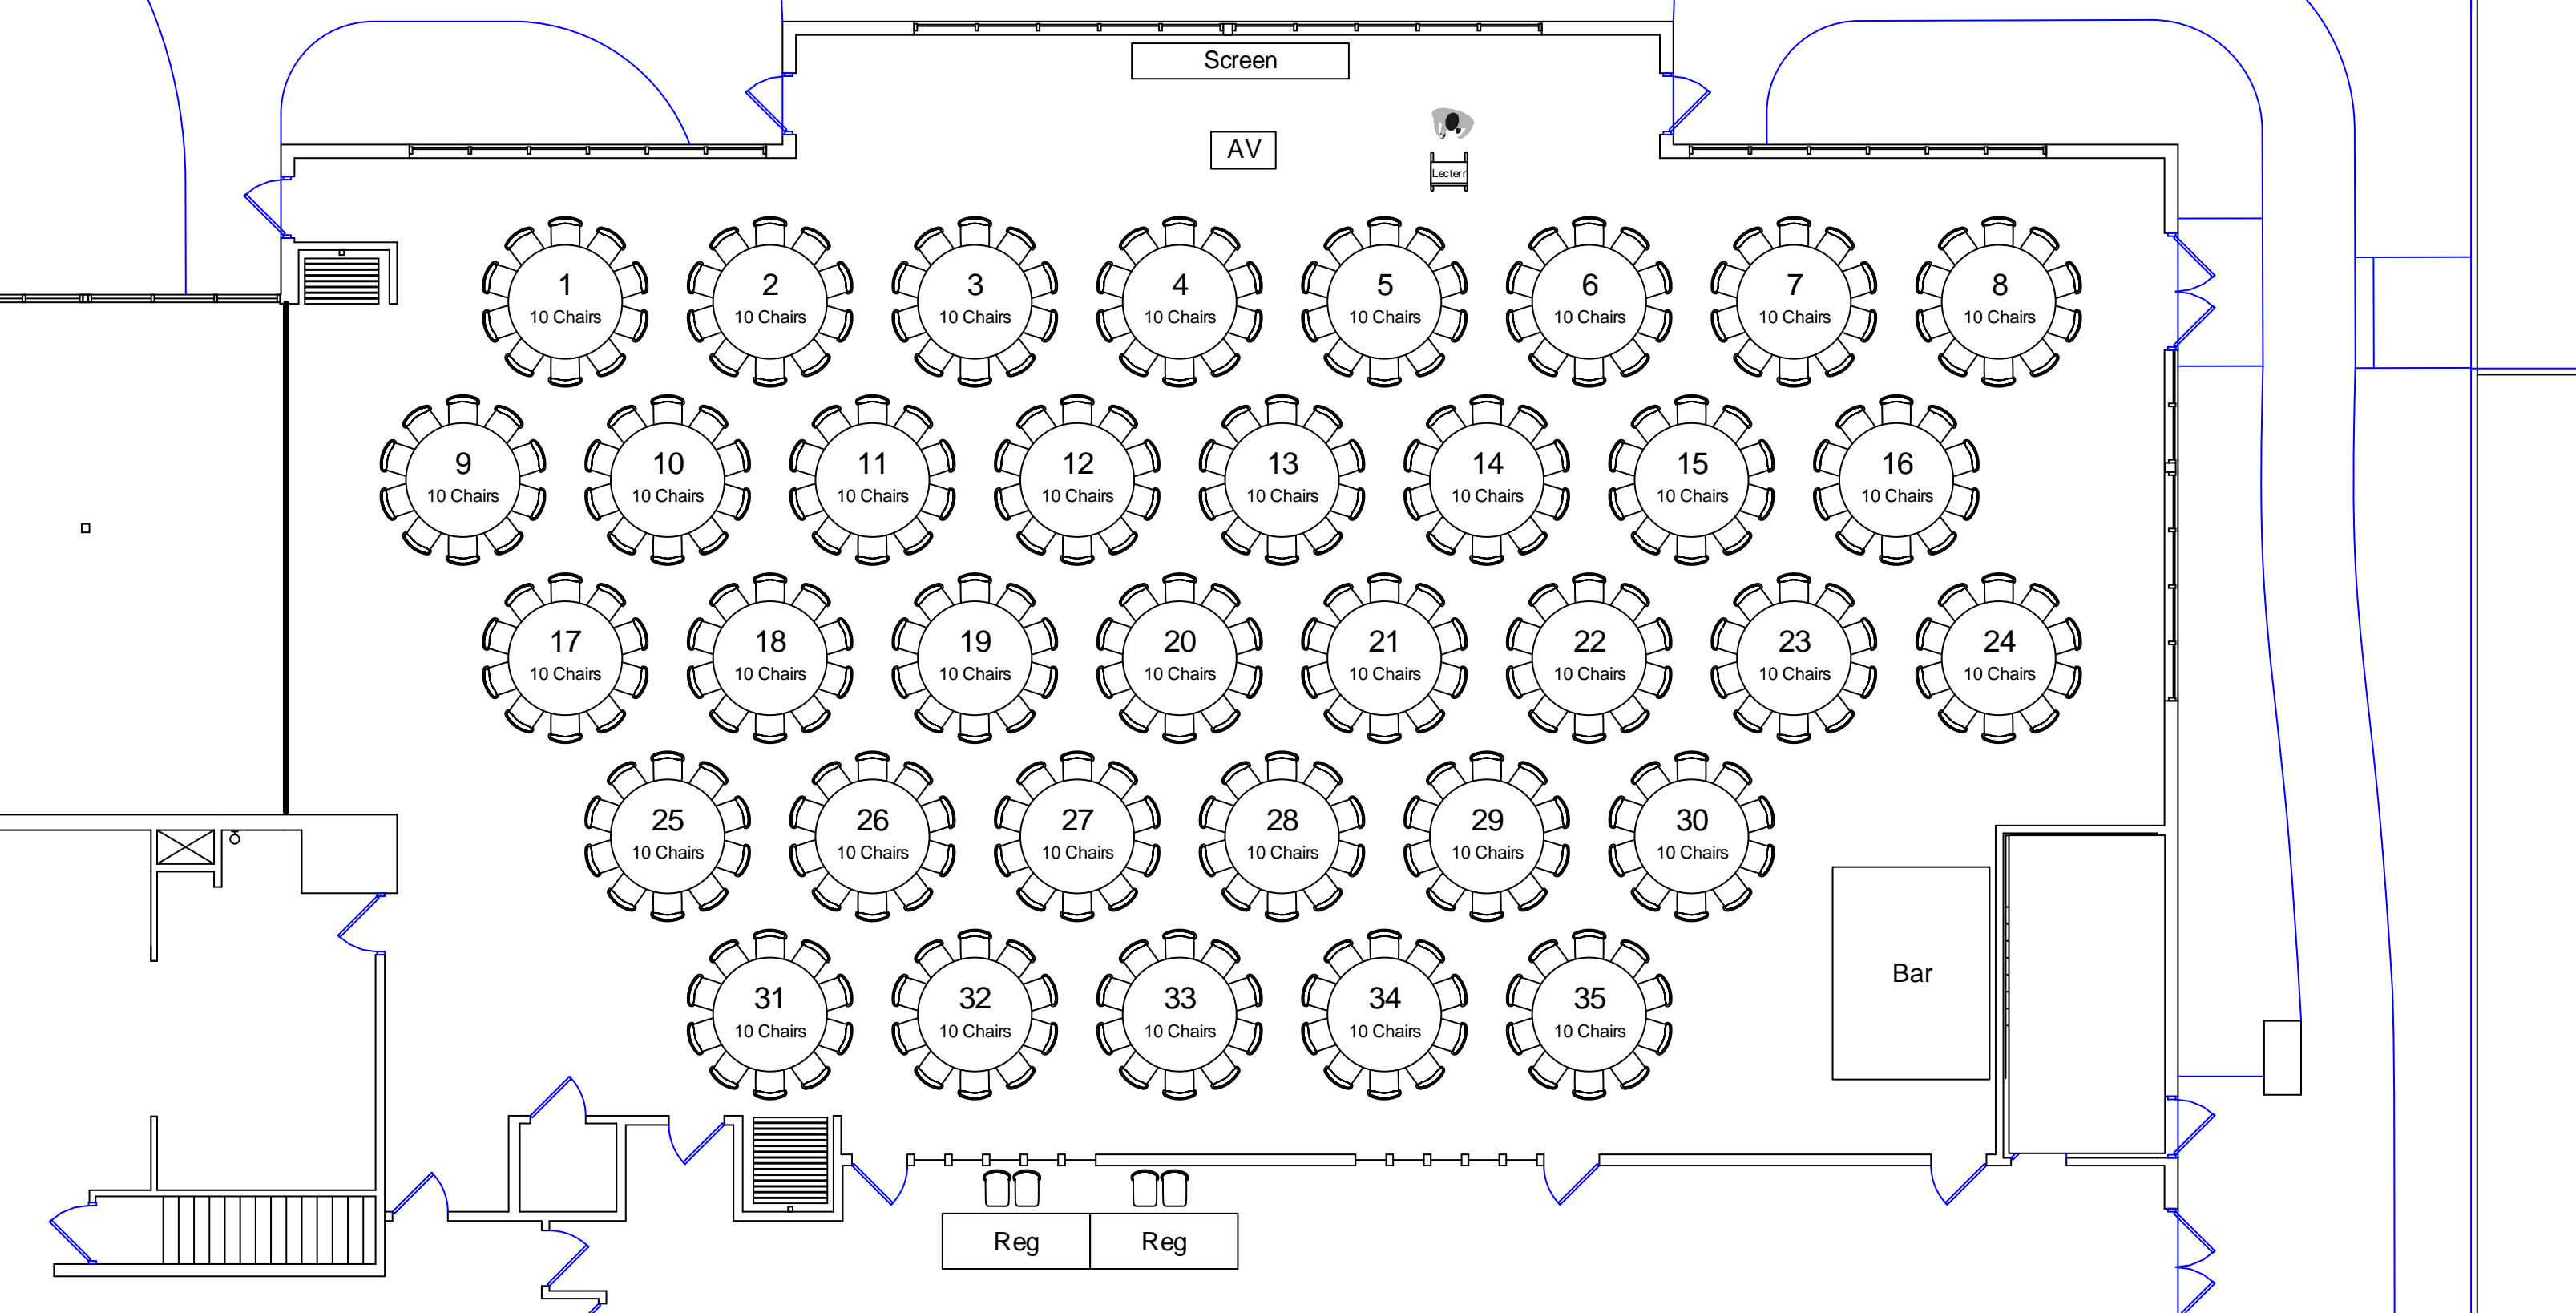 Screen
AV
Lectern
1 2 3 4 5 6 7 8
10 Chairs 10 Chairs 10 Chairs 10 Chairs 10 Chairs 10 Chairs 10 Chairs 10 Chairs
9 10 11 12 13 14 15 16
10 Chairs 10 Chairs 10 Chairs 10 Chairs 10 Chairs 10 Chairs 10 Chairs 10 Chairs
17 18 19 20 21 22 23 24
10 Chairs 10 Chairs 10 Chairs 10 Chairs 10 Chairs 10 Chairs 10 Chairs 10 Chairs
25 26 27 28 29 30
10 Chairs 10 Chairs 10 Chairs 10 Chairs 10 Chairs 10 Chairs
Bar
31 32 33 34 35
10 Chairs 10 Chairs 10 Chairs 10 Chairs 10 Chairs
Reg Reg